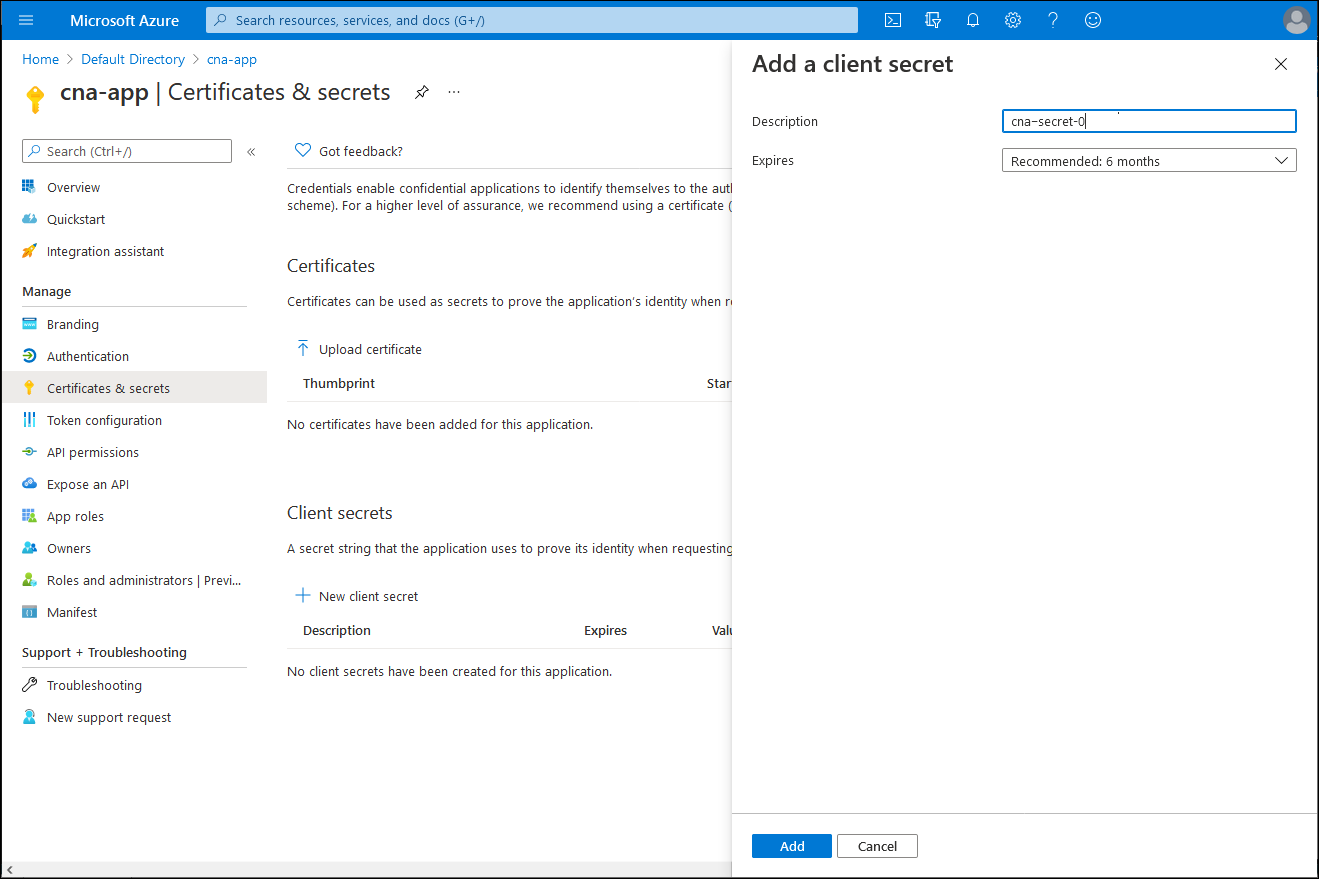 Microsoft Azure
Search resources, services, and docs (G+/)
Home > Default Directory > cna-app
cna-app | Certificates & secrets
Search (Ctrl+/)
Overview
Quickstart
Integration assistant
Manage
Branding
Authentication
Certificates & secrets
Token configuration
API permissions
Expose an API
App roles
Owners
Roles and administrators | Previ...
Manifest
Support + Troubleshooting
Troubleshooting
New support request
Got feedback?
Credentials enable confidential applications to identify themselves to the
scheme). For a higher level of assurance, we recommend using a certificate (
Certificates
Certificates can be used as secrets to prove the application's identity when
Upload certificate
Thumbprint
Star
No certificates have been added for this application.
Client secrets
A secret string that the application uses to prove its identity when requesting
New client secret
Description Expires Valu
No client secrets have been created for this application.
Add a client secret
Description
cna-secret-0
Expires
Recommended: 6 months
Add
Cancel